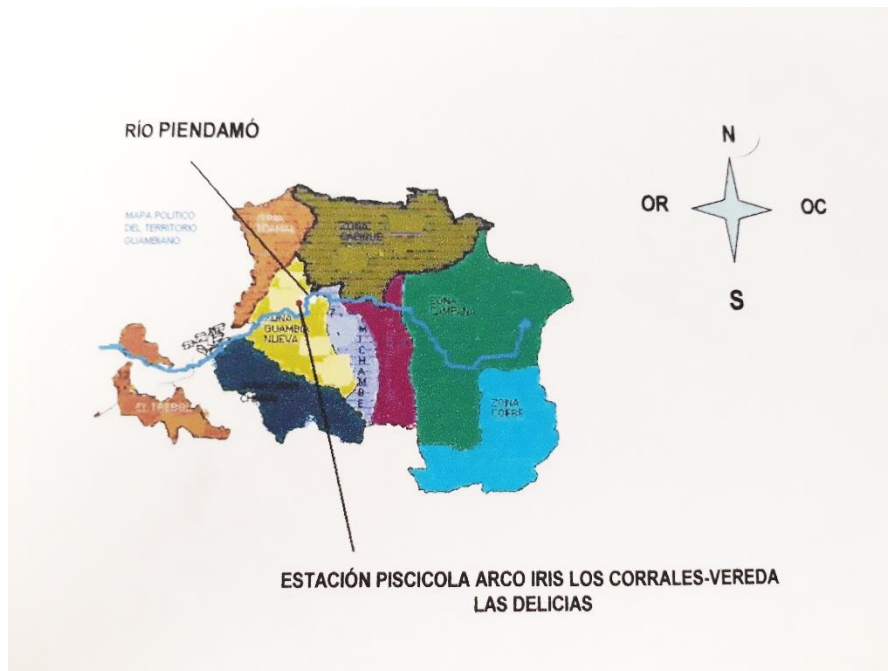 RÍO PIENDAMÓ
N
OR
OC
S
MAPA POLITICO
DEL TERRITORIO
GUAMBIANO
ZONA
CACIQUE
ZONA
CAMPANA
ZONA
GUAMBIA
NUEVA
MICHAMBE
ZONA
COFRE
EL TREBOL
ESTACIÓN PISCICOLA ARCO IRIS LOS CORRALES-VEREDA
LAS DELICIAS